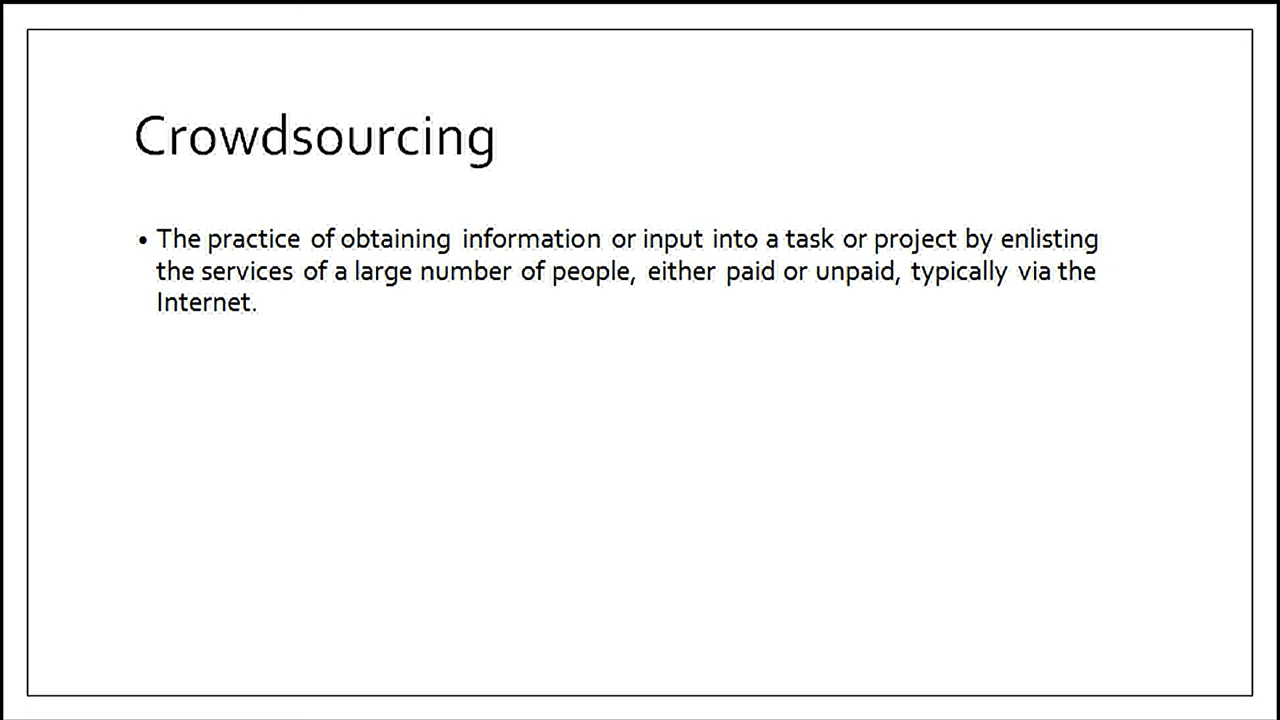 Crowdsourcing
• The practice of obtaining information or input into a task or project by enlisting
the services of a large number of people, either paid or unpaid, typically via the
Internet.